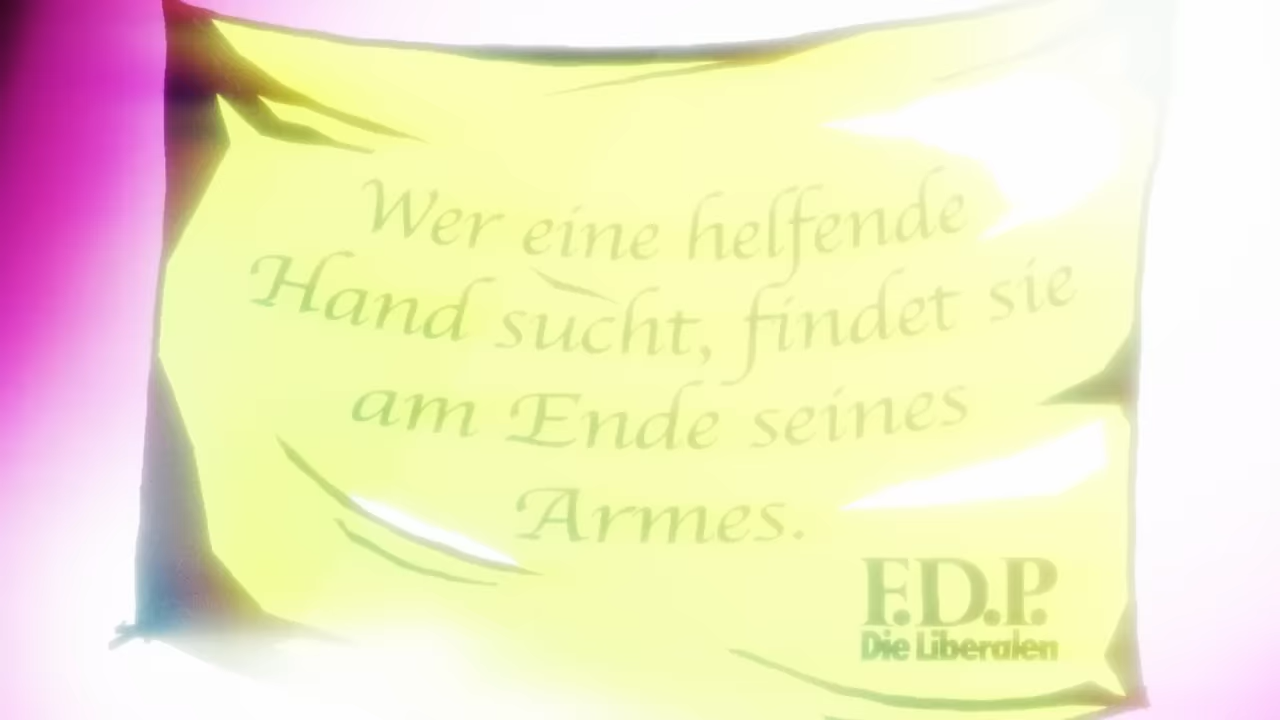 Wer eine helfende
Hand sucht, findet sie
am Ende seines
Armes.
F.D.P.
Die Liberalen